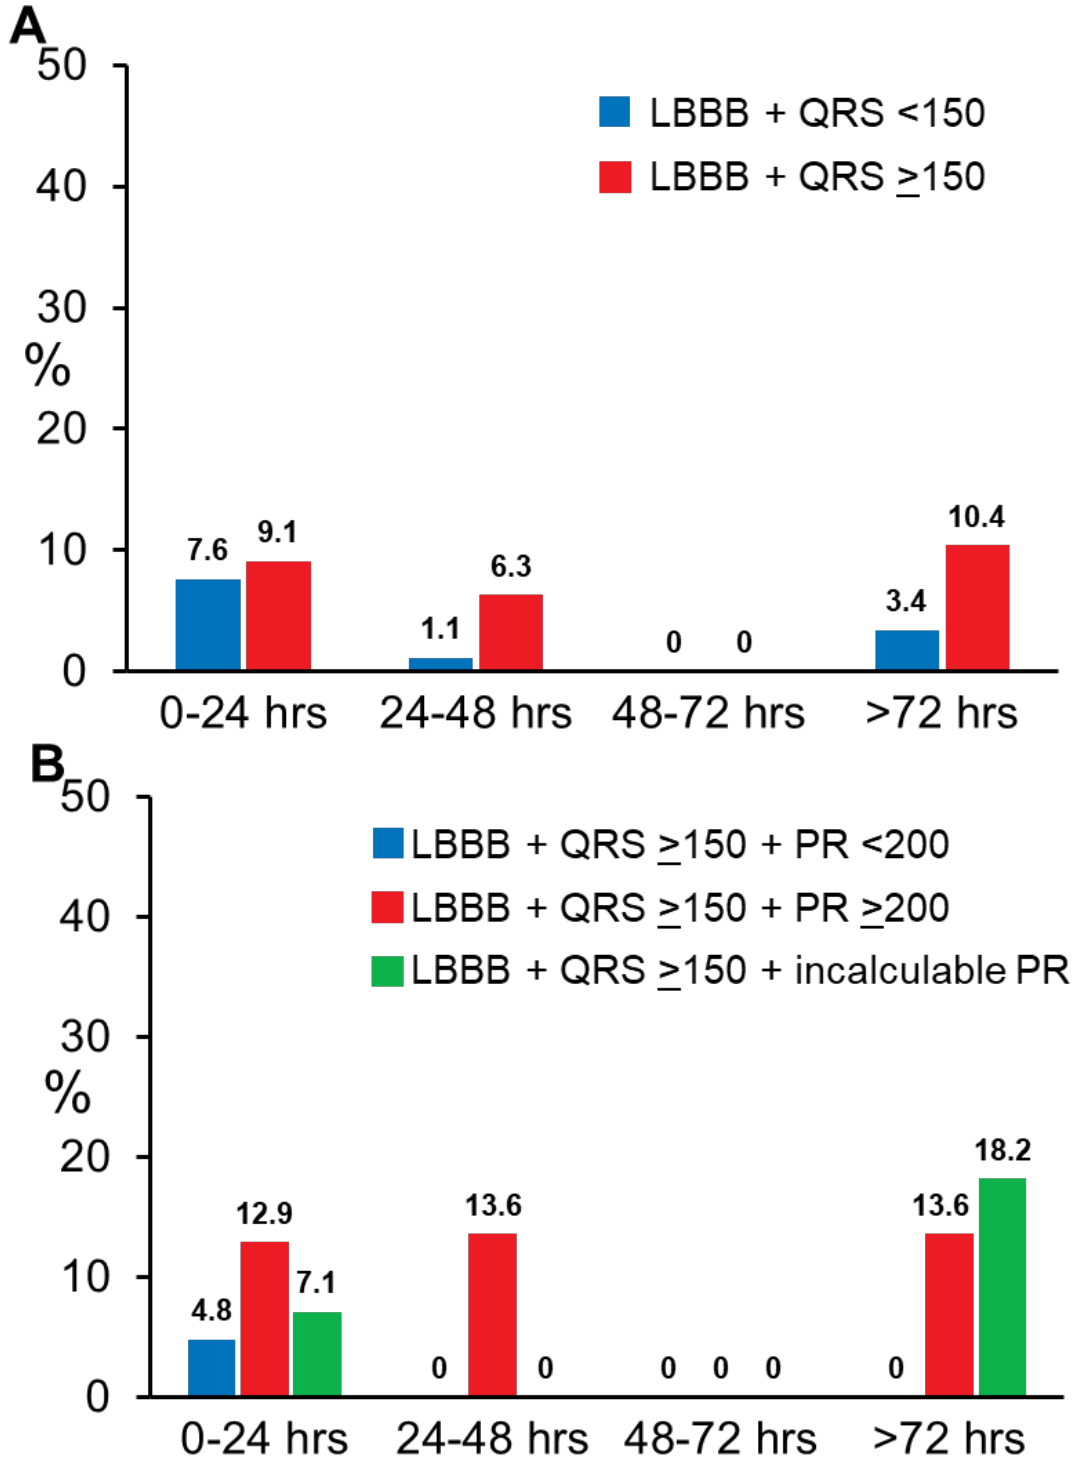 A
50
LBBB + QRS <150
40
LBBB + QRS ≥150
30
%
20
10
7.6 9.1
1.1 6.3
0 0
3.4 10.4
0
0-24 hrs 24-48 hrs 48-72 hrs >72 hrs
B
50
LBBB + QRS ≥150 + PR <200
40
LBBB + QRS ≥150 + PR ≥200
LBBB + QRS ≥150 + incalculable PR
30
%
20
10
4.8 12.9 7.1
0 13.6 0
0 0 0
0 13.6 18.2
0
0-24 hrs 24-48 hrs 48-72 hrs >72 hrs